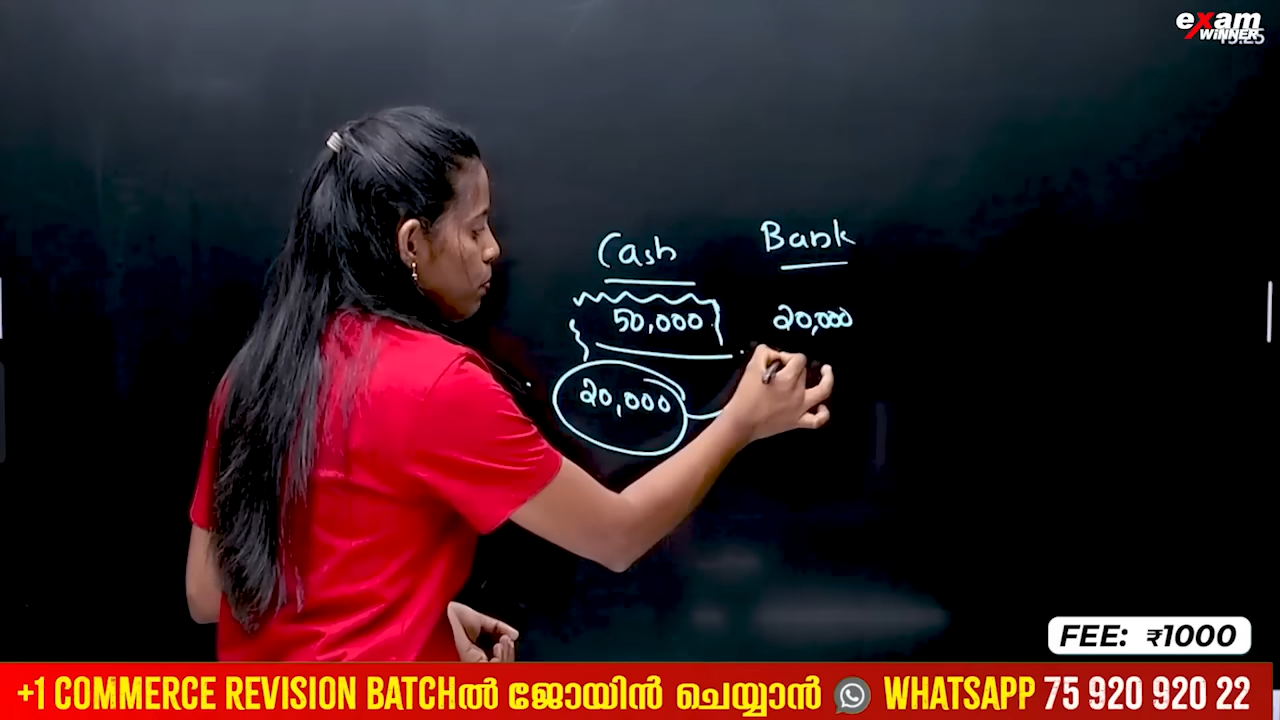 exam
WiNNER
Cash
Bank
50,000
20,000
20,000
FEE: ₹1000
+1 COMMERCE REVISION BATCHൽ ജോയിൻ ചെയ്യാൻ WHATSAPP 75 920 920 22